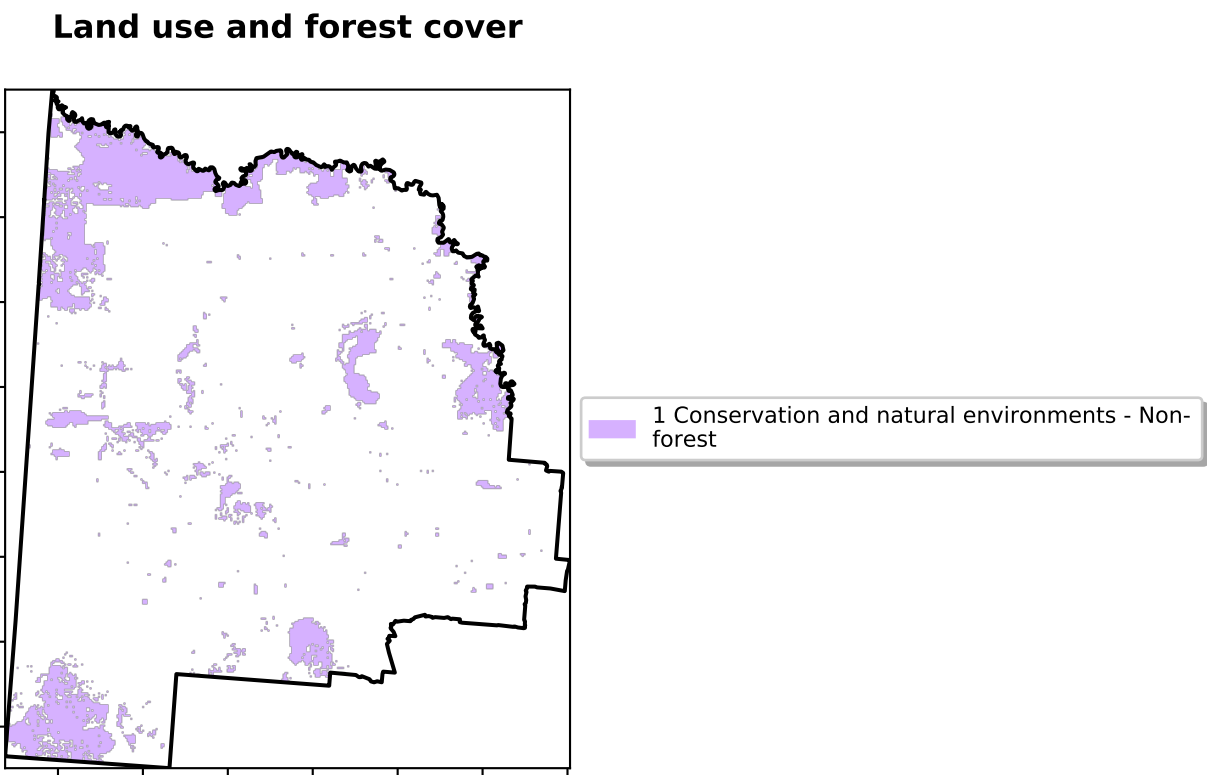 Land use and forest cover
1 Conservation and natural environments - Non-
forest